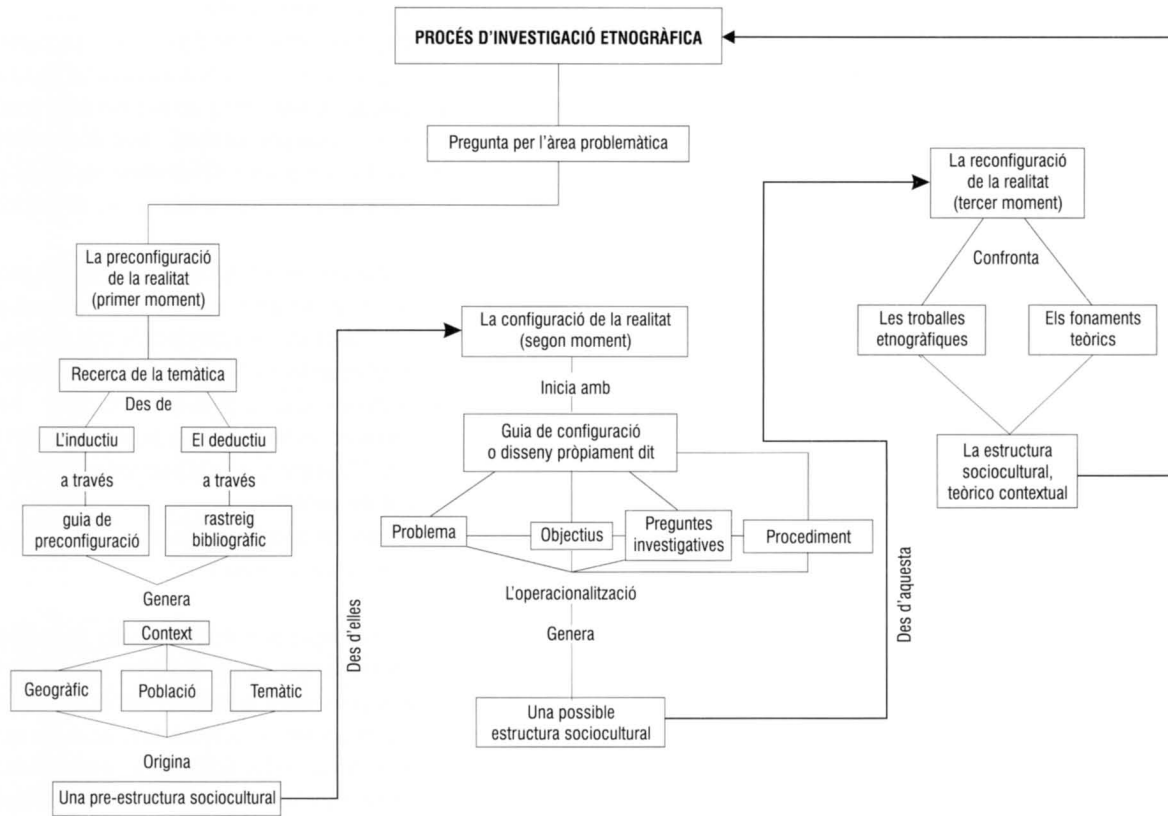 PROCÉS D'INVESTIGACIÓ ETNOGRÀFICA
Pregunta per l'àrea problemàtica
La preconfiguració
de la realitat
(primer moment)
Recerca de la temàtica
Des de
L'inductiu
El deductiu
a través
a través
guia de
preconfiguració
rastreig
bibliogràfic
Genera
Context
Geogràfic
Població
Temàtic
Origina
Una pre-estructura sociocultural
Des d'elles
La configuració de la realitat
(segon moment)
Inicia amb
Guia de configuració
o disseny pròpiament dit
Problema
Objectius
Preguntes
investigatives
Procediment
L'operacionalització
Genera
Una possible
estructura sociocultural
Des d'aquesta
La reconfiguració
de la realitat
(tercer moment)
Confronta
Les troballes
etnogràfiques
Els fonaments
teòrics
La estructura
sociocultural,
teòrico contextual